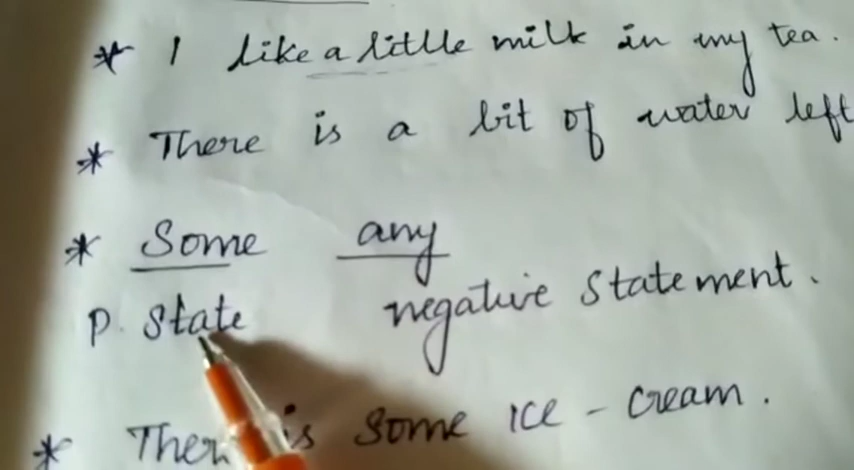 * I like a little milk in my tea.
* There is a bit of water left
* Some any
P. State negative statement.
* There is some ice-cream.